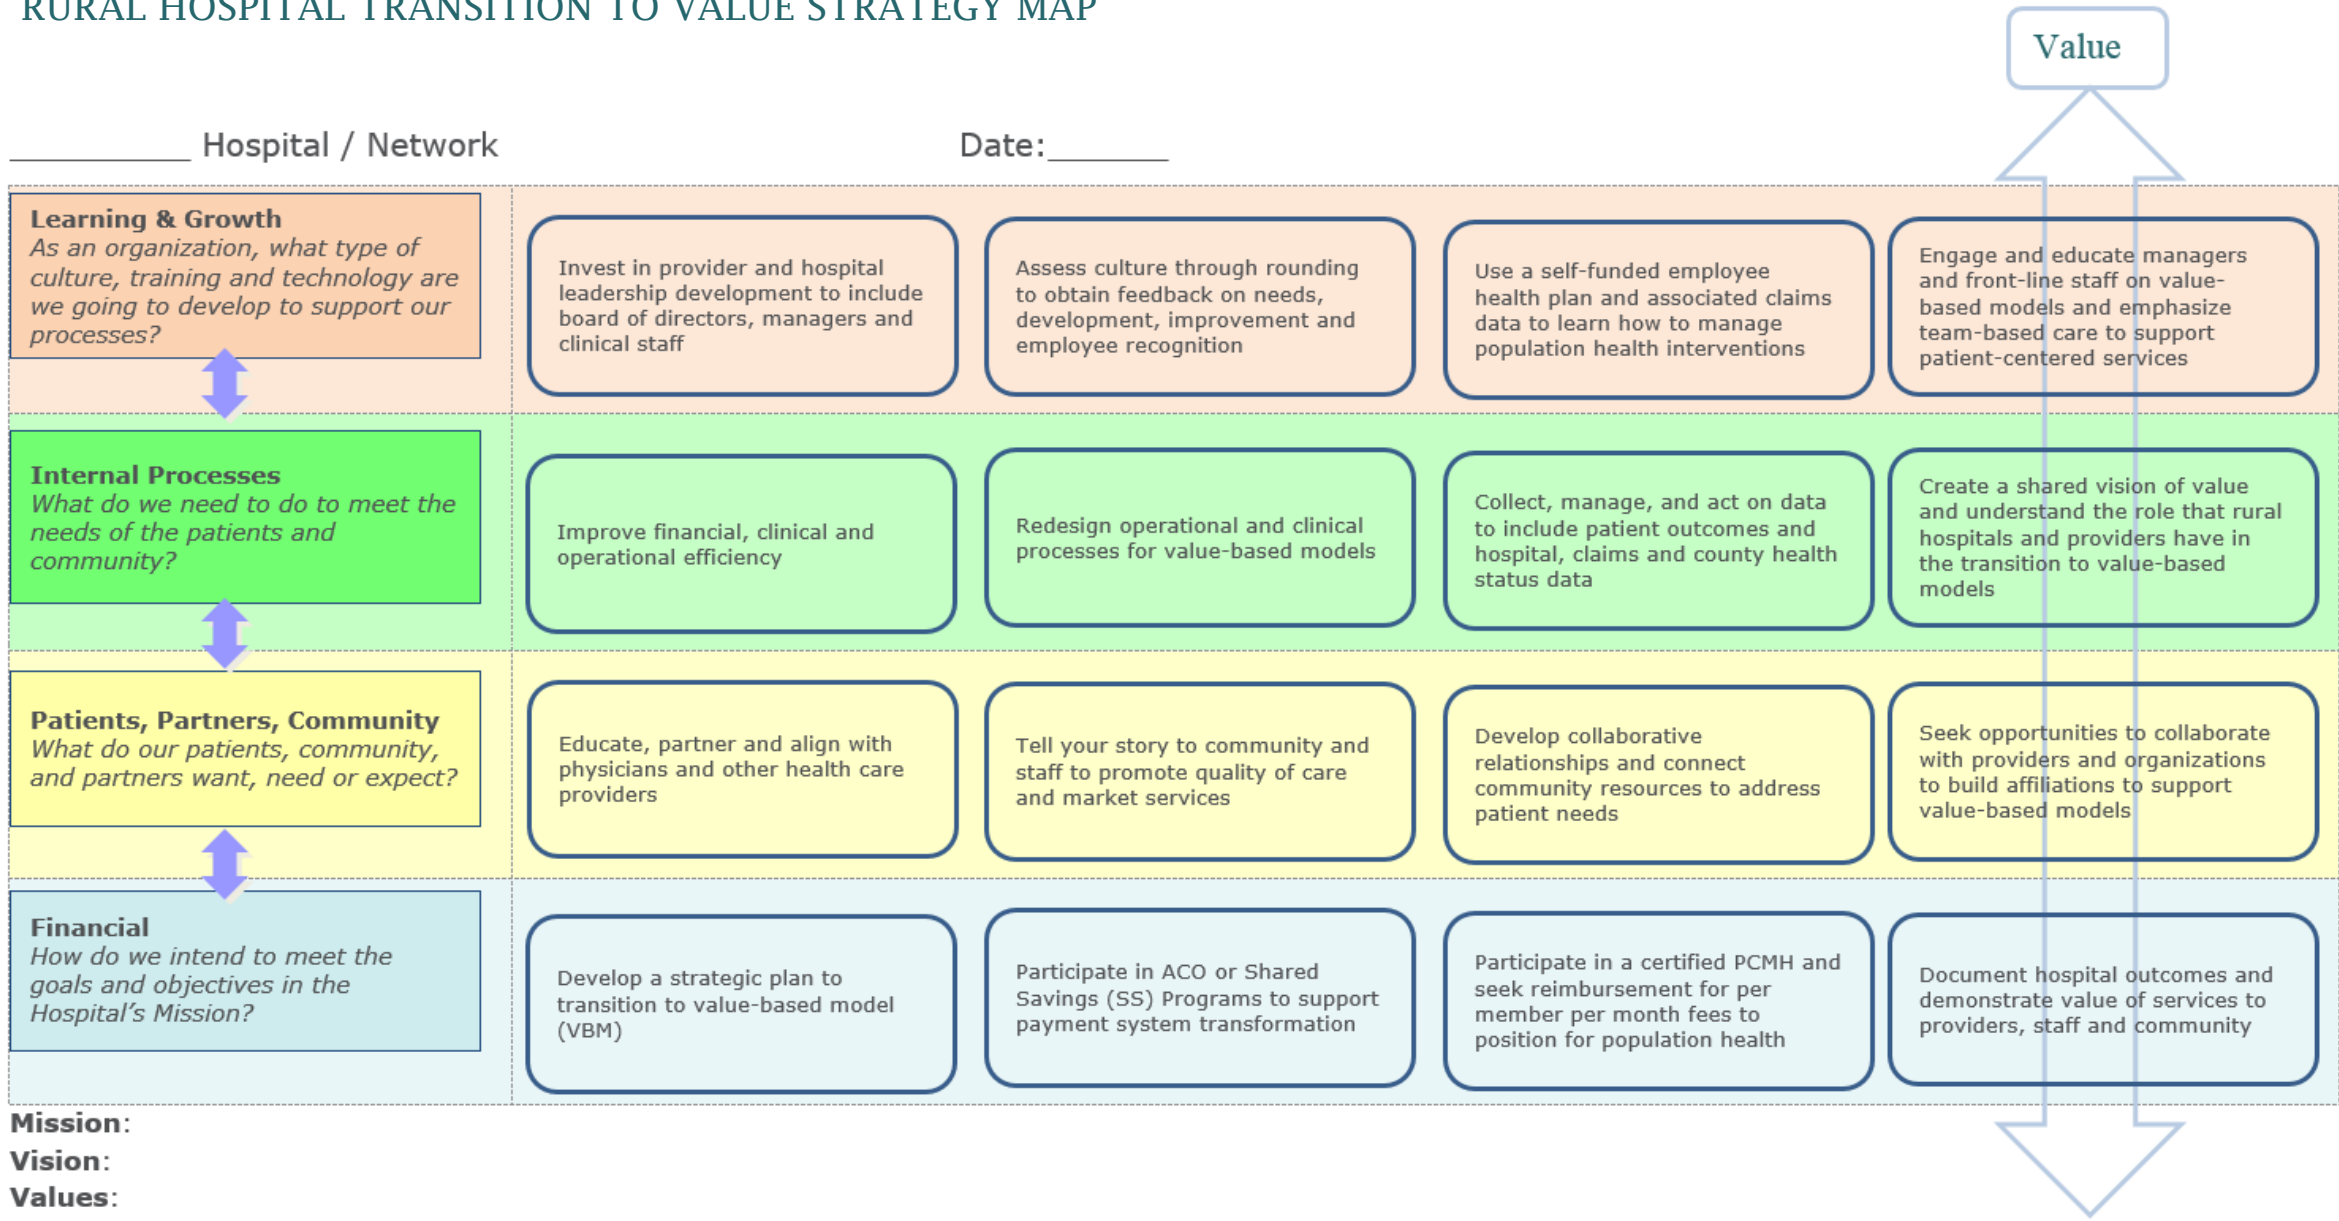 RURAL HOSPITAL TRANSITION TO VALUE STRATEGY MAP
Value
_________ Hospital / Network
Date:______
Learning & Growth
As an organization, what type of
culture, training and technology are
we going to develop to support our
processes?
Invest in provider and hospital
leadership development to include
board of directors, managers and
clinical staff
Assess culture through rounding
to obtain feedback on needs,
development, improvement and
employee recognition
Use a self-funded employee
health plan and associated claims
data to learn how to manage
population health interventions
Engage and educate managers
and front-line staff on value-
based models and emphasize
team-based care to support
patient-centered services
Internal Processes
What do we need to do to meet the
needs of the patients and
community?
Improve financial, clinical and
operational efficiency
Redesign operational and clinical
processes for value-based models
Collect, manage, and act on data
to include patient outcomes and
hospital, claims and county health
status data
Create a shared vision of value
and understand the role that rural
hospitals and providers have in
the transition to value-based
models
Patients, Partners, Community
What do our patients, community,
and partners want, need or expect?
Educate, partner and align with
physicians and other health care
providers
Tell your story to community and
staff to promote quality of care
and market services
Develop collaborative
relationships and connect
community resources to address
patient needs
Seek opportunities to collaborate
with providers and organizations
to build affiliations to support
value-based models
Financial
How do we intend to meet the
goals and objectives in the
Hospital's Mission?
Develop a strategic plan to
transition to value-based model
(VBM)
Participate in ACO or Shared
Savings (SS) Programs to support
payment system transformation
Participate in a certified PCMH and
seek reimbursement for per
member per month fees to
position for population health
Document hospital outcomes and
demonstrate value of services to
providers, staff and community
Mission:
Vision:
Values: